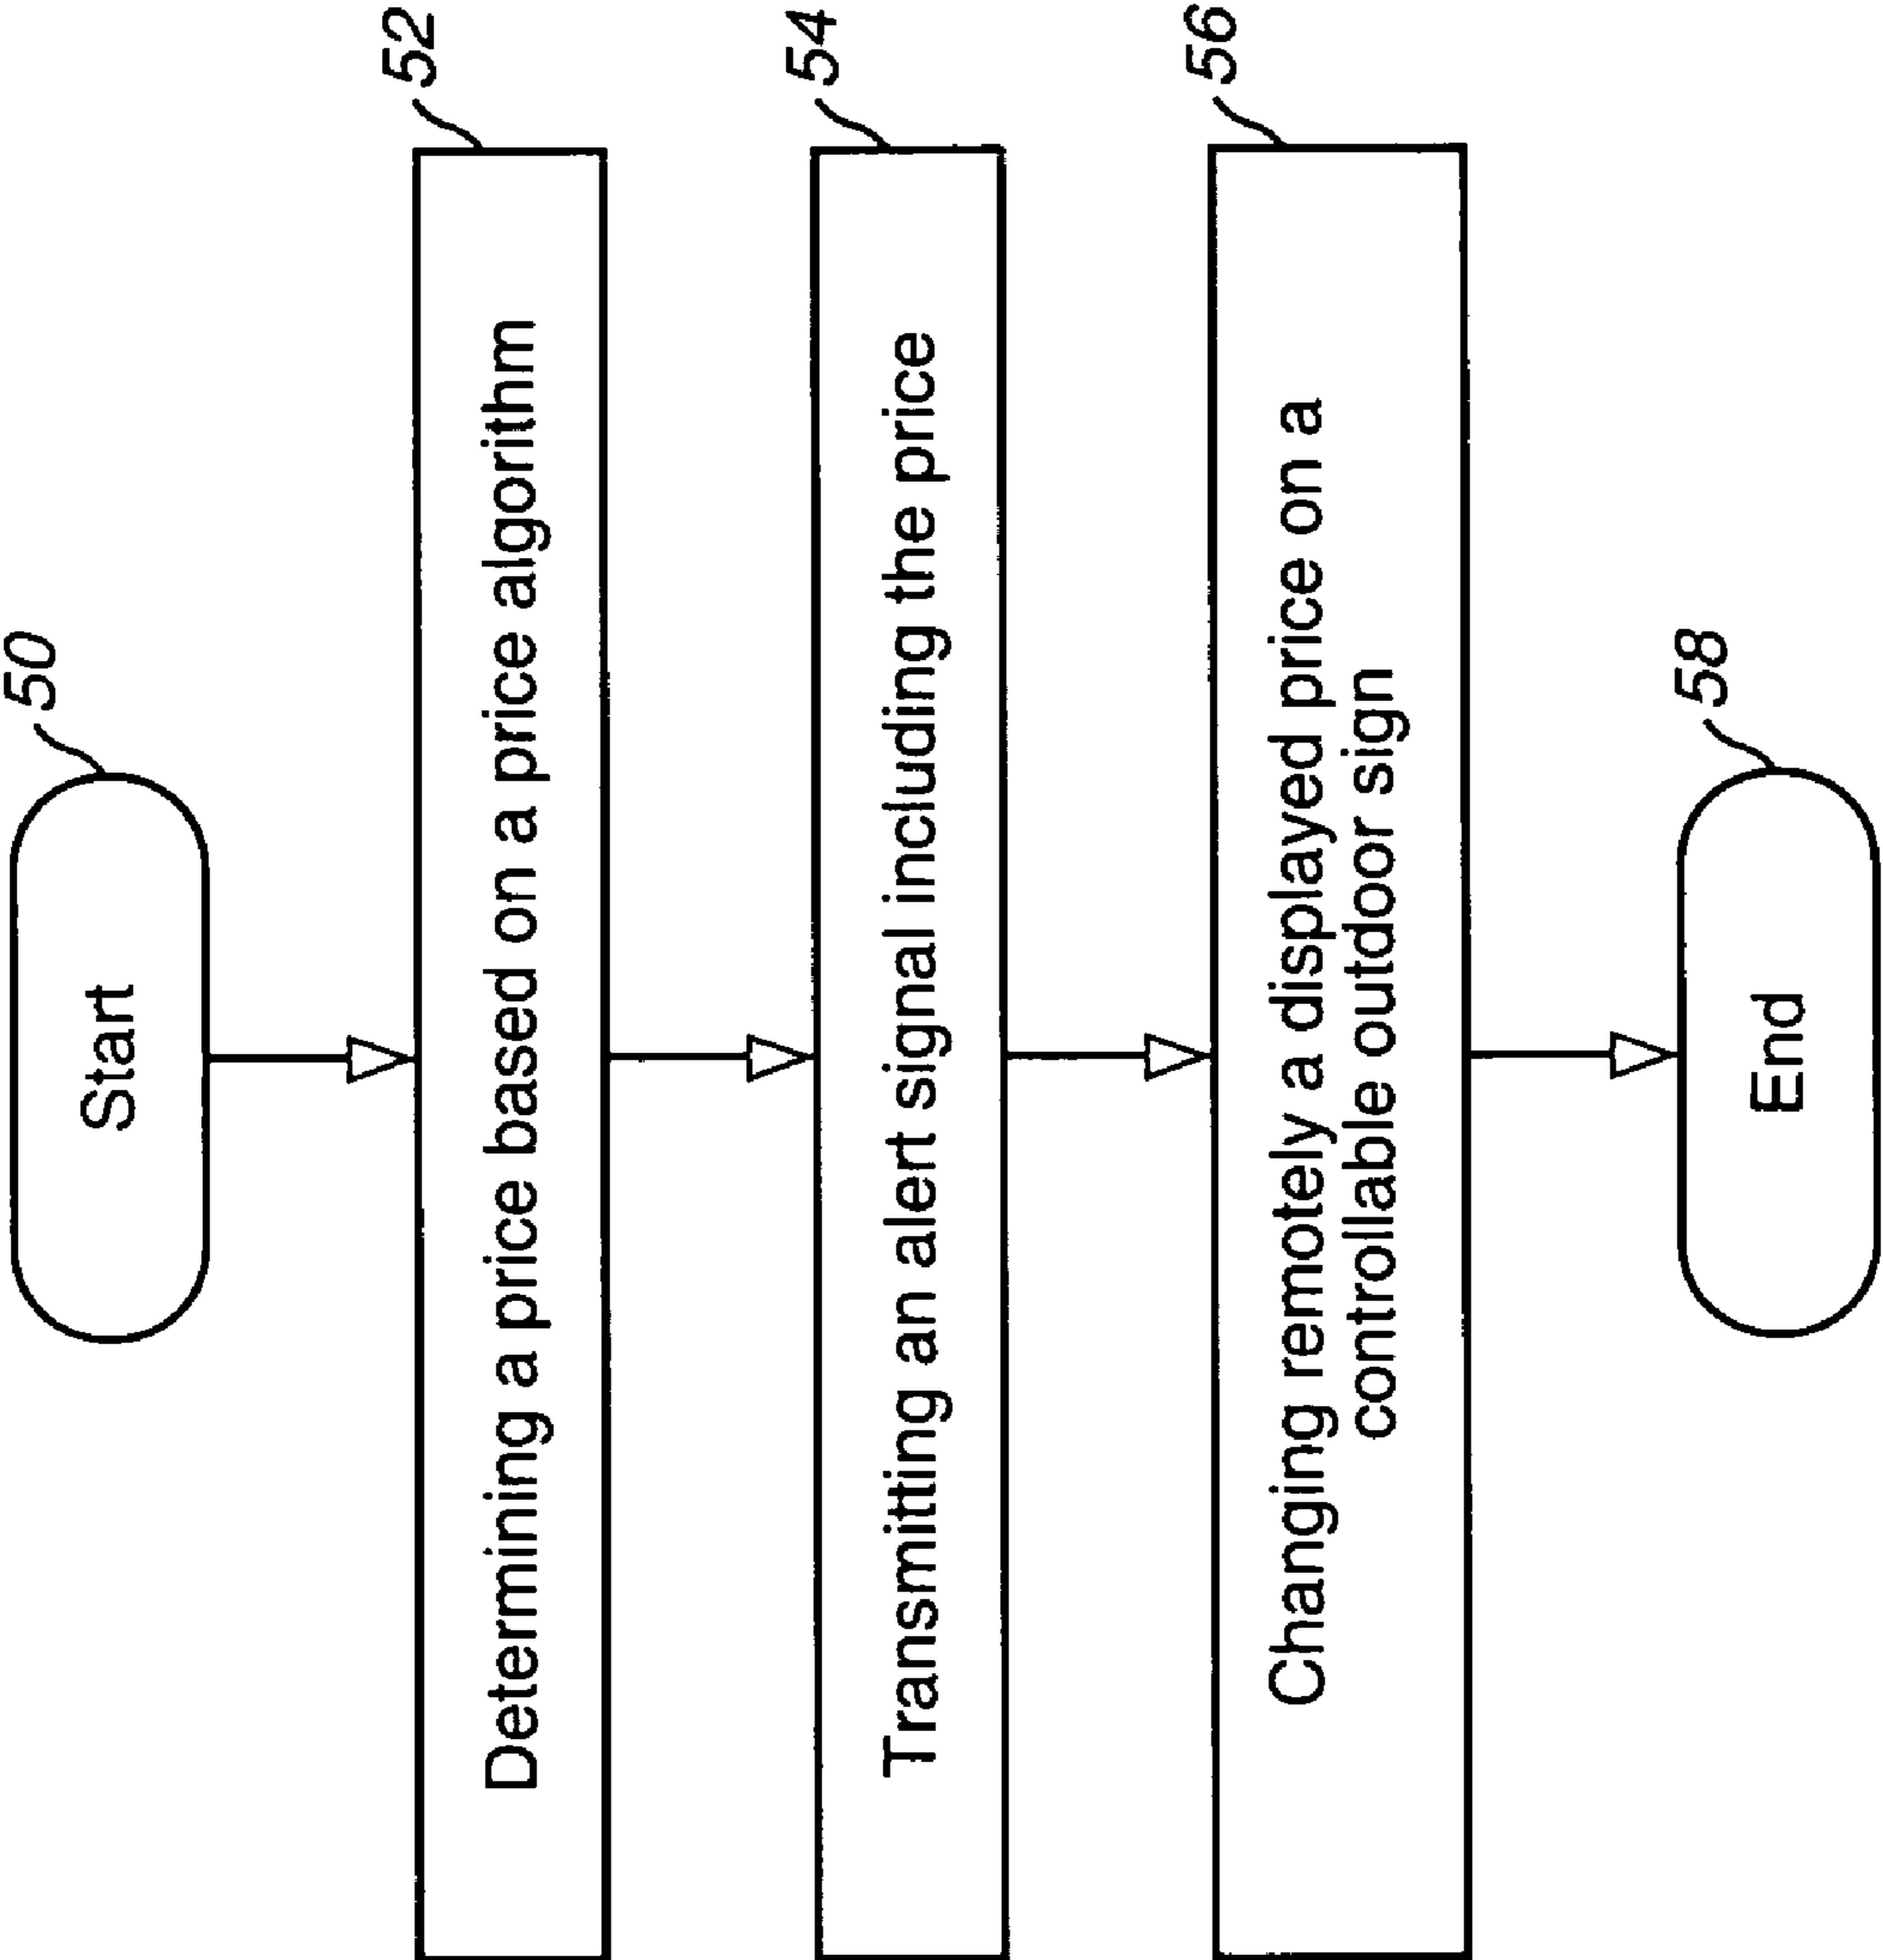 Start
50
Determining a price based on a price algorithm
52
Transmitting an alert signal including the price
54
Changing remotely a displayed price on a
controllable outdoor sign
56
End
58